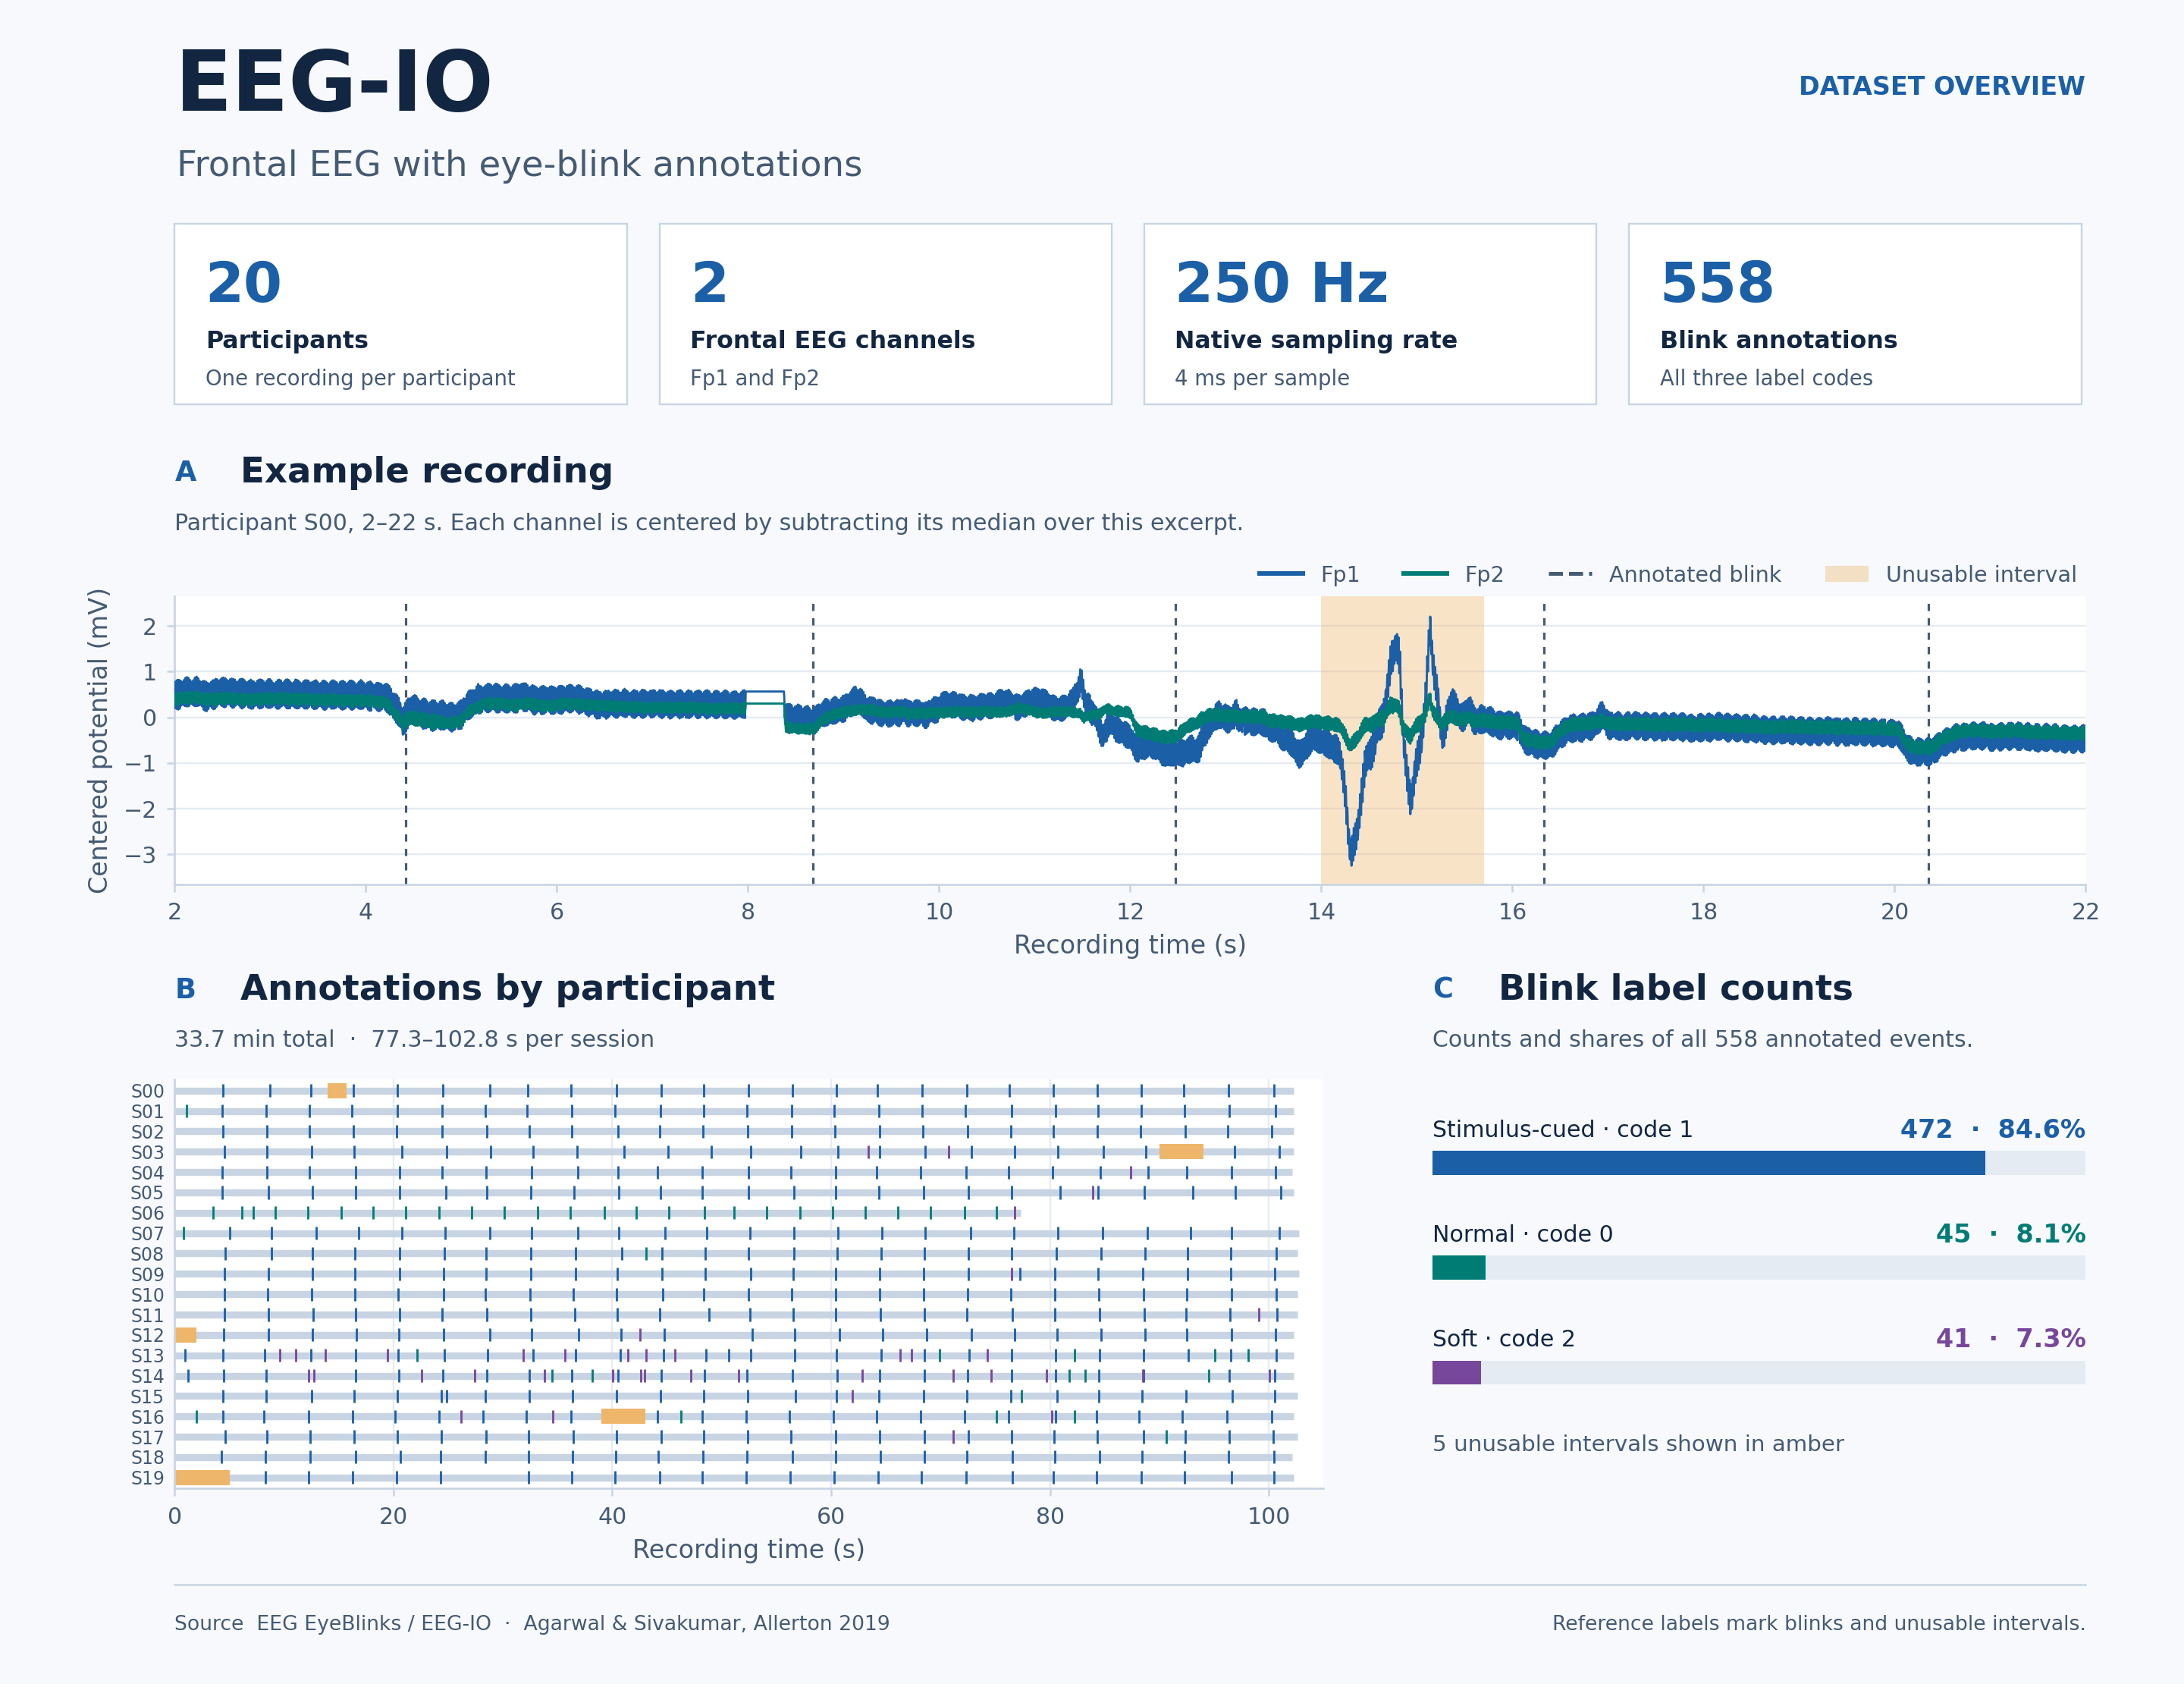 EEG-IO
DATASET OVERVIEW
Frontal EEG with eye-blink annotations
20
Participants
One recording per participant
2
Frontal EEG channels
Fp1 and Fp2
250 Hz
Native sampling rate
4 ms per sample
558
Blink annotations
All three label codes
A Example recording
Participant S00, 2–22 s. Each channel is centered by subtracting its median over this excerpt.
Fp1 Fp2 Annotated blink Unusable interval
Centered potential (mV)
2
1
0
−1
−2
−3
2 4 6 8 10 12 14 16 18 20 22
Recording time (s)
B Annotations by participant
33.7 min total · 77.3–102.8 s per session
S00
S01
S02
S03
S04
S05
S06
S07
S08
S09
S10
S11
S12
S13
S14
S15
S16
S17
S18
S19
0 20 40 60 80 100
Recording time (s)
C Blink label counts
Counts and shares of all 558 annotated events.
Stimulus-cued · code 1 472 · 84.6%
Normal · code 0 45 · 8.1%
Soft · code 2 41 · 7.3%
5 unusable intervals shown in amber
Source EEG EyeBlinks / EEG-IO · Agarwal & Sivakumar, Allerton 2019
Reference labels mark blinks and unusable intervals.